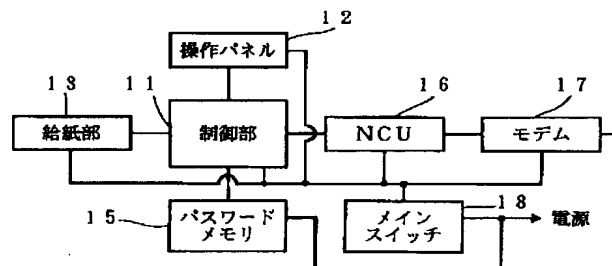 12
操作パネル
13
11
16
17
給紙部
制御部
NCU
モデム
15
パスワード
メモリ
メイン
スイッチ
18
電源